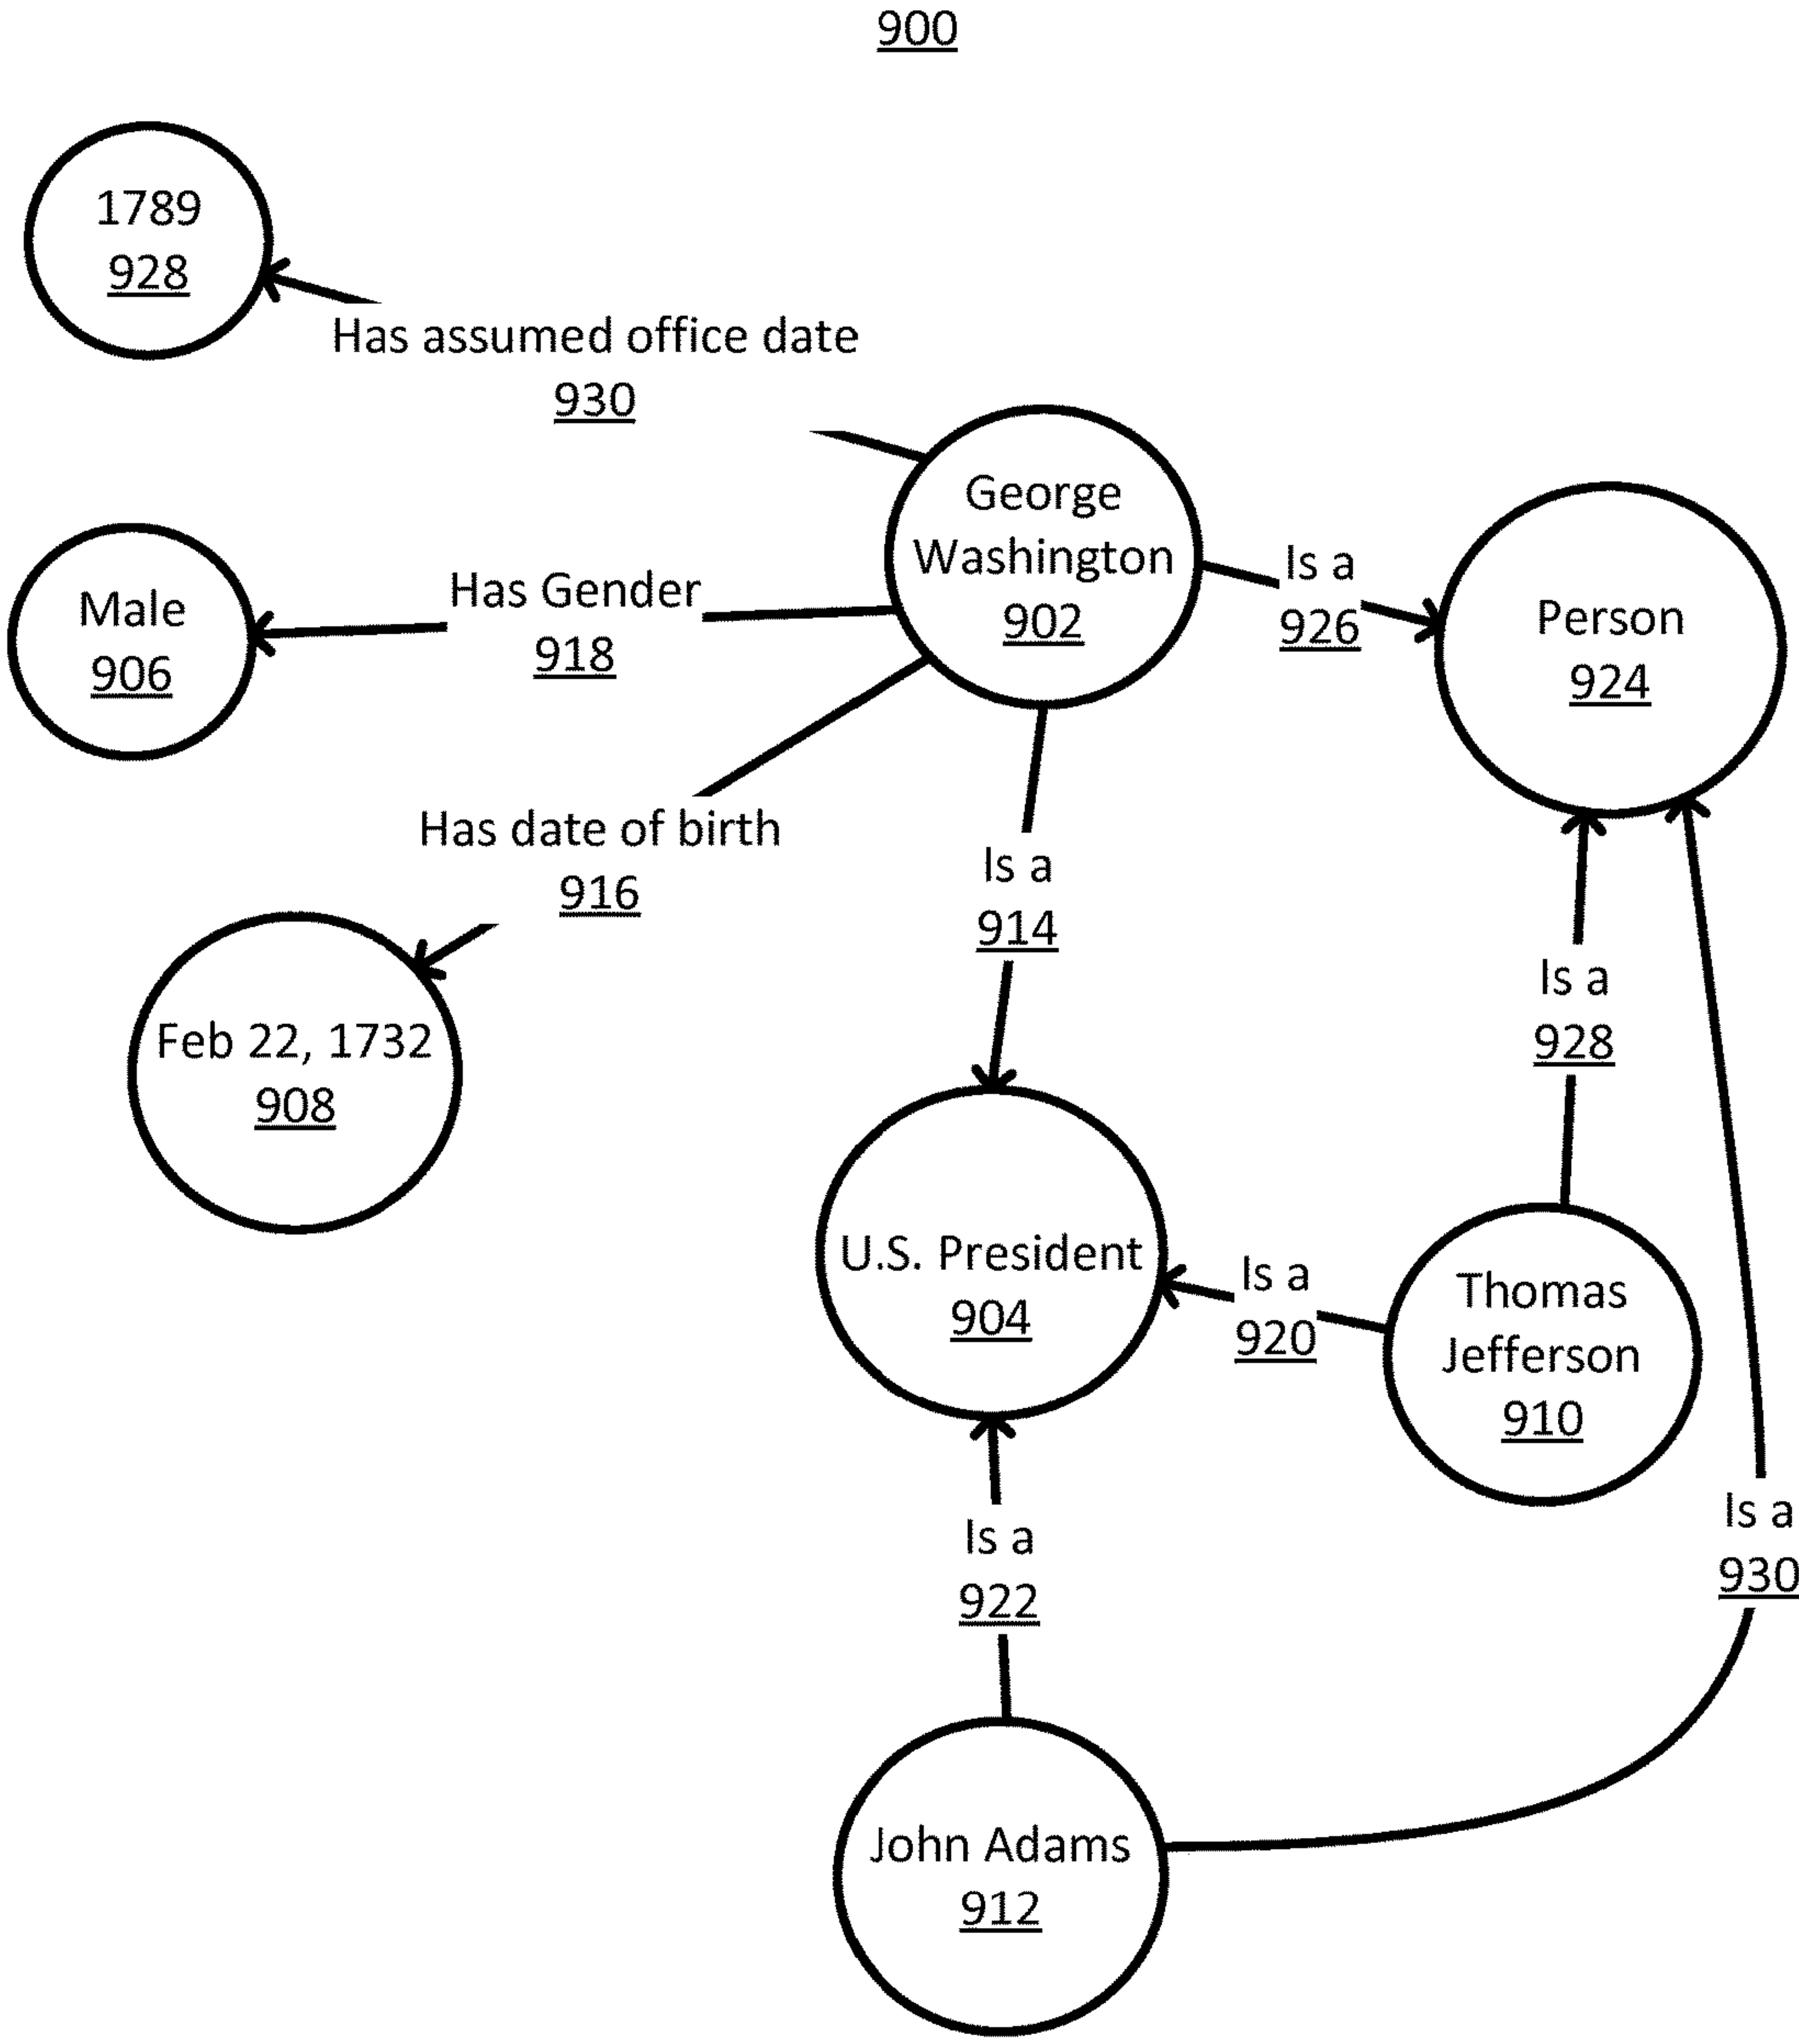 900
1789
928
Has assumed office date
930
George
Washington
902
Is a
926
Person
924
Has Gender
918
Male
906
Has date of birth
916
Is a
914
Feb 22, 1732
908
Is a
928
U.S. President
904
Is a
920
Thomas
Jefferson
910
Is a
922
Is a
930
John Adams
912